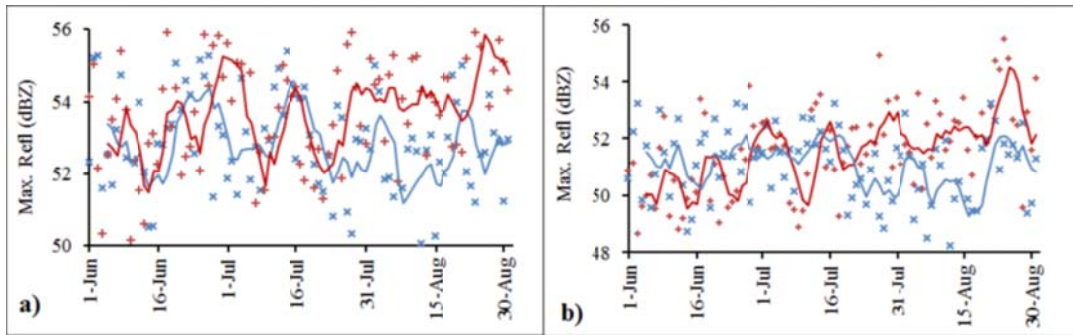 Max. Refl (dBZ)
56
54
52
50
1-Jun
16-Jun
1-Jul
16-Jul
31-Jul
15-Aug
30-Aug
a)
Max. Refl (dBZ)
56
54
52
50
48
1-Jun
16-Jun
1-Jul
16-Jul
31-Jul
15-Aug
30-Aug
b)